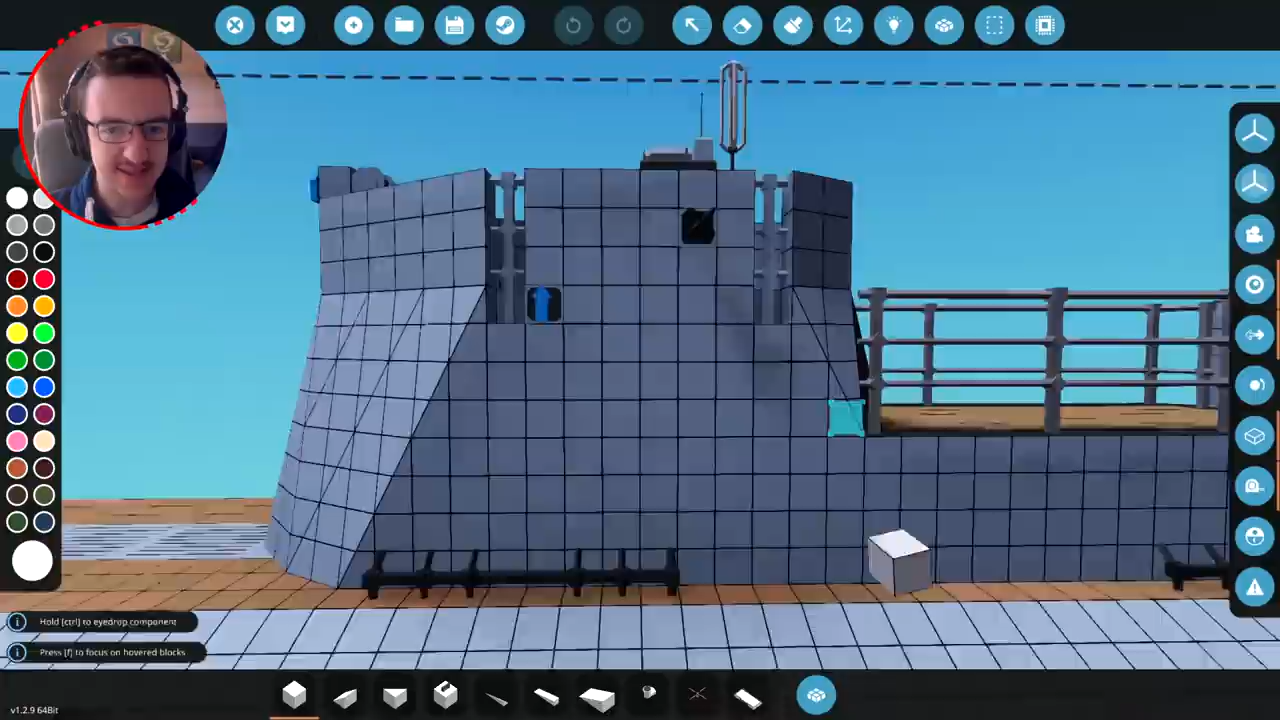 Hold [ctrl] to eyedrop component
Press [f] to focus on hovered blocks
v1.2.9 64Bit